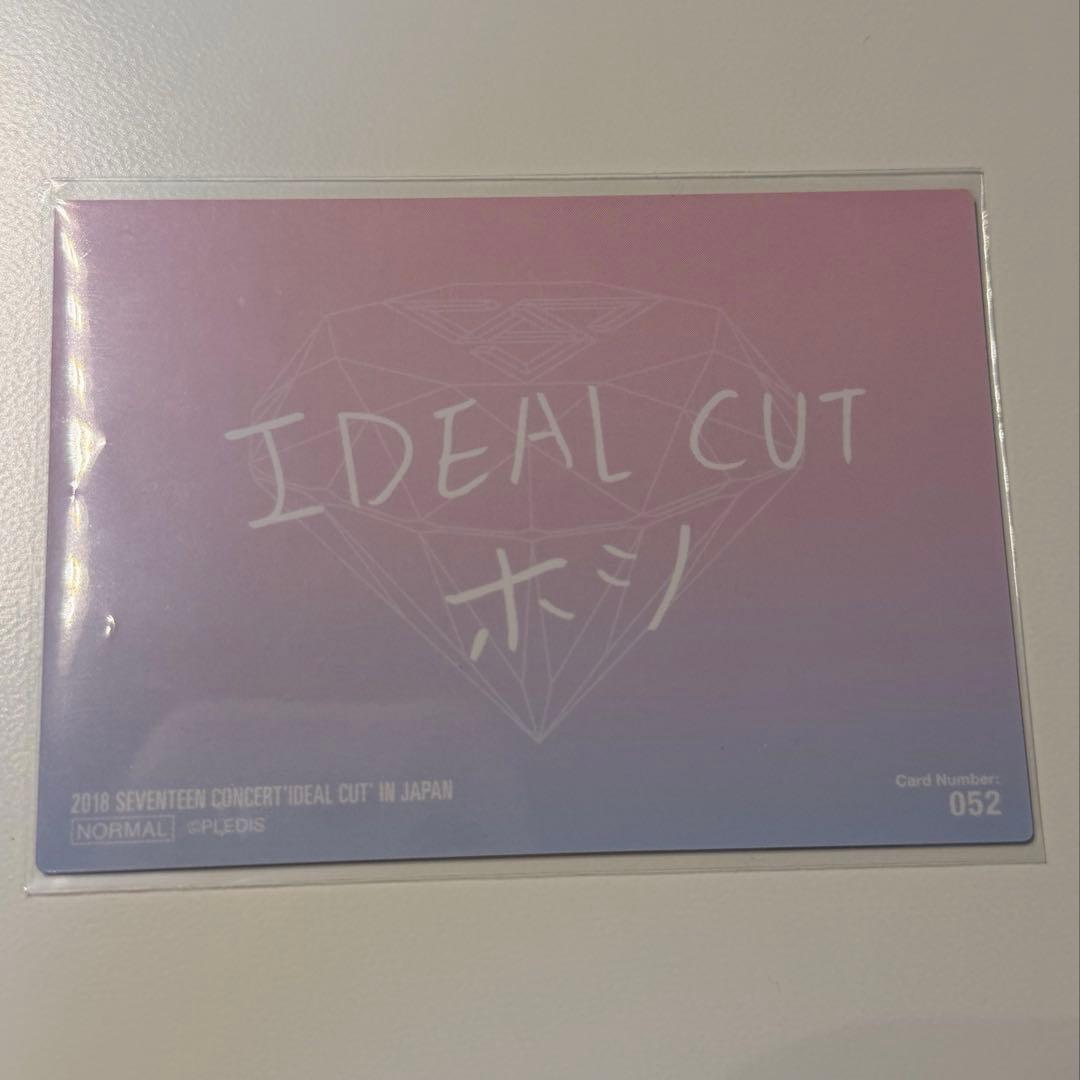 IDEAL CUT
ホシ
2018 SEVENTEEN CONCERT 'IDEAL CUT' IN JAPAN
NORMAL ©PLEDIS
Card Number:
052